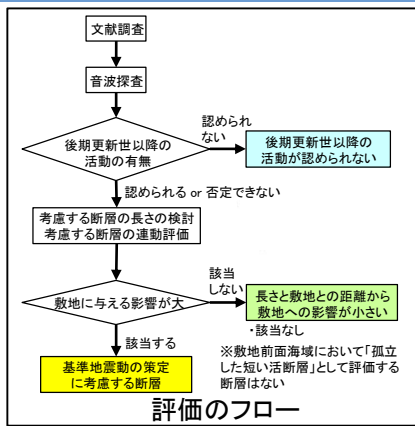 文献調査
音波探査
後期更新世以降の
活動の有無
認められ
ない
後期更新世以降の
活動が認められない
認められる or 否定できない
考慮する断層の長さの検討
考慮する断層の連動評価
敷地に与える影響が大
該当
しない
長さと敷地との距離から
敷地への影響が小さい
・該当なし
該当する
基準地震動の策定
に考慮する断層
※敷地前面海域において「孤立
した短い活断層」として評価する
断層はない
評価のフロー